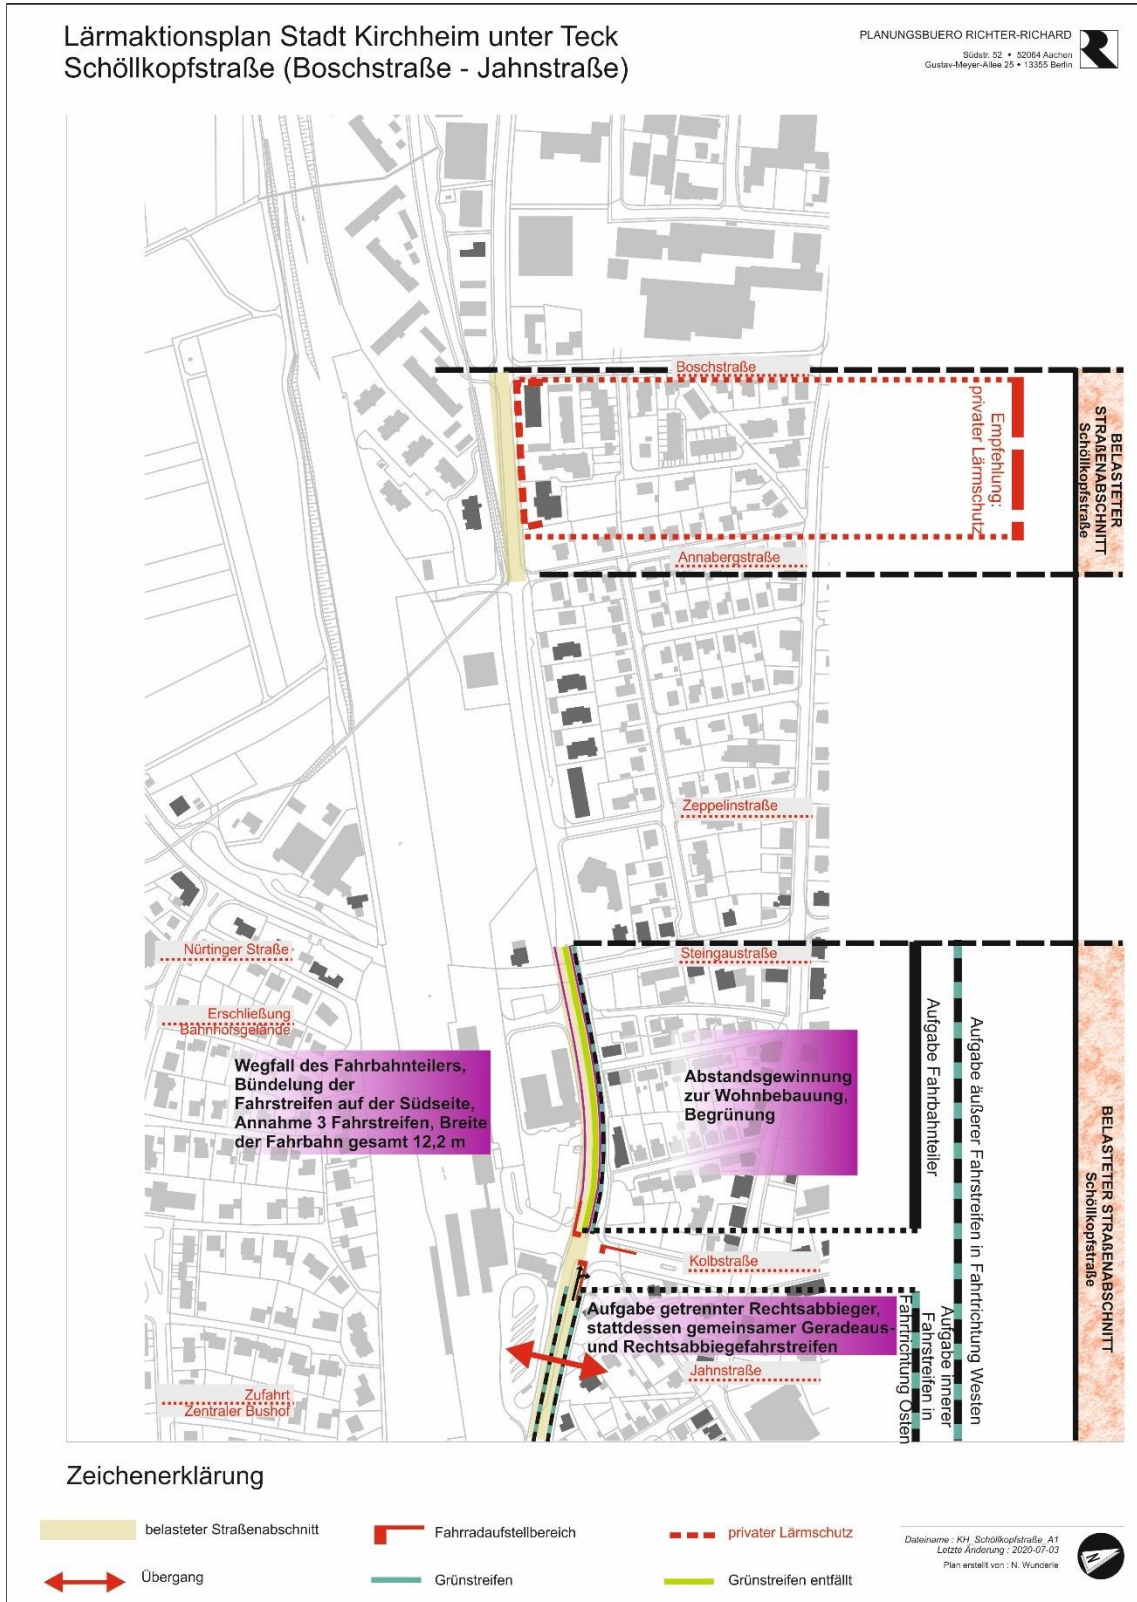 Lärmaktionsplan Stadt Kirchheim unter Teck
Schöllkopfstraße (Boschstraße - Jahnstraße)
PLANUNGSBUERO RICHTER-RICHARD
Südstr. 52 • 52064 Aachen
Gustav-Meyer-Allee 25 • 13355 Berlin
Boschstraße
Empfehlung:
privater Lärmschutz
BELASTETER
STRAßENABSCHNITT
Schöllkopfstraße
Annabergstraße
Zeppelinstraße
Nürtinger Straße
Steingaustraße
Erschließung
Bahnhofsgelände
Wegfall des Fahrbahnteilers,
Bündelung der
Fahrstreifen auf der Südseite,
Annahme 3 Fahrstreifen, Breite
der Fahrbahn gesamt 12,2 m
Abstandsgewinnung
zur Wohnbebauung,
Begrünung
Aufgabe Fahrbahnteiler
Aufgabe äußerer Fahrstreifen in Fahrtrichtung Westen
BELASTETER STRAßENABSCHNITT
Schöllkopfstraße
Kolbstraße
Aufgabe getrennter Rechtsabbieger,
stattdessen gemeinsamer Geradeaus-
und Rechtsabbiegefahrstreifen
Aufgabe innerer
Fahrstreifen in
Fahrtrichtung Osten
Jahnstraße
Zufahrt
Zentraler Bushof
Zeichenerklärung
belasteter Straßenabschnitt
Fahrradaufstellbereich
privater Lärmschutz
Übergang
Grünstreifen
Grünstreifen entfällt
Dateiname : KH_Schöllkopfstraße_A1
Letzte Änderung : 2020-07-03
Plan erstellt von : N. Wunderle
N